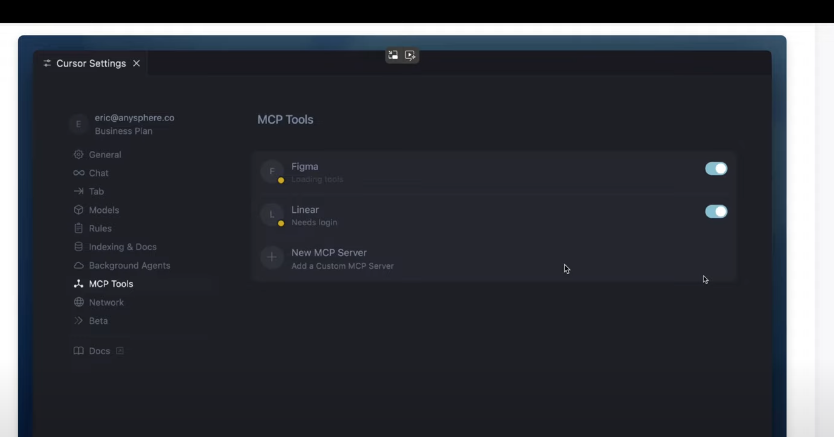 Cursor Settings
E
eric@anysphere.co
Business Plan
General
Chat
Tab
Models
Rules
Indexing & Docs
Background Agents
MCP Tools
Network
Beta
Docs
MCP Tools
F
Figma
Loading tools
L
Linear
Needs login
New MCP Server
Add a Custom MCP Server